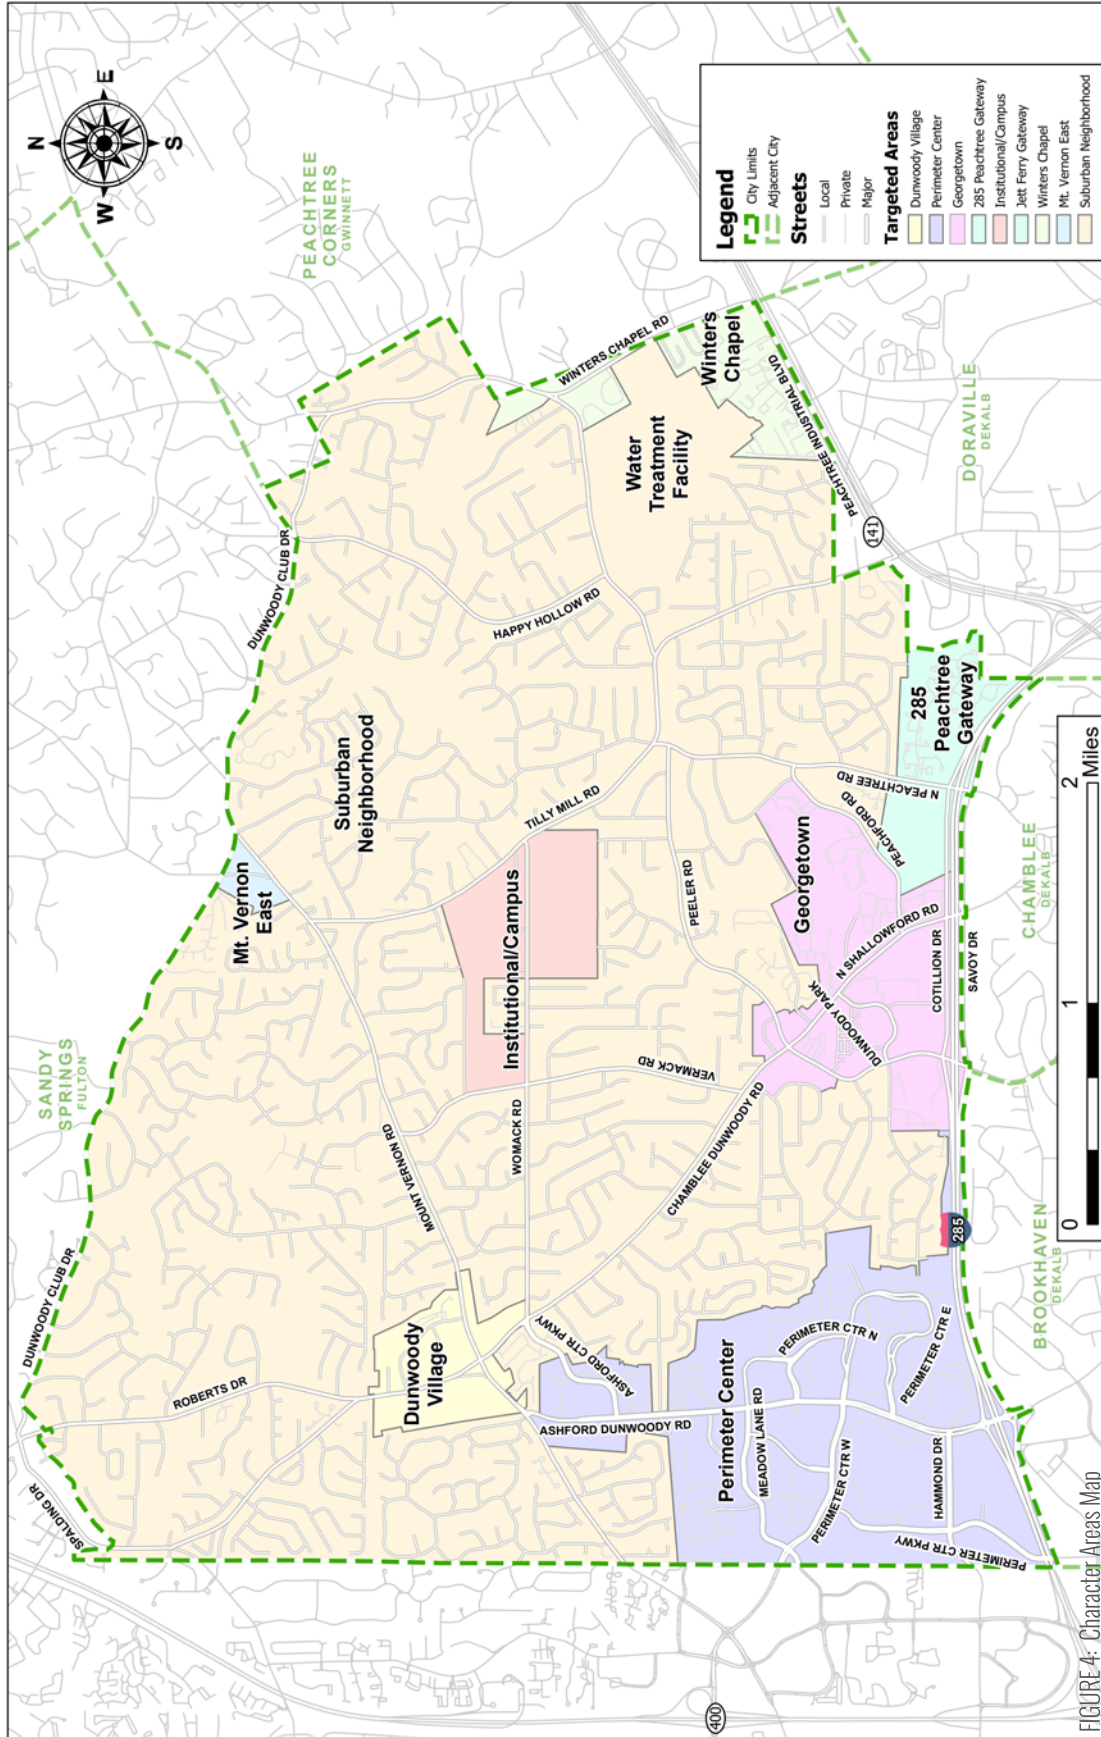 N
W
E
S
PEACHTREE
CORNERS
GWINNETT
SANDY
SPRINGS
FULTON
DUNWOODY CLUB DR
DUNWOODY CLUB DR
SPALDING DR
ROBERTS DR
Mt. Vernon
East
Suburban
Neighborhood
HAPPY HOLLOW RD
WINTERS CHAPEL RD
Winters
Chapel
Water
Treatment
Facility
PEACHTREE INDUSTRIAL BLVD
141
DORAVILLE
DEKALB
TILLY MILL RD
Institutional/Campus
MOUNT VERNON RD
WOMACK RD
VERMACK RD
PEELER RD
Dunwoody
Village
CHAMBLEE DUNWOODY RD
ASHFORD CTR PKWY
ASHFORD DUNWOODY RD
Georgetown
PEACHFORD RD
N PEACHTREE RD
285
Peachtree
Gateway
N SHALLOWFORD RD
DUNWOODY PARK
COTILLION DR
SAVOY DR
CHAMBLEE
DEKALB
Perimeter Center
MEADOW LANE RD
PERIMETER CTR N
PERIMETER CTR E
PERIMETER CTR W
HAMMOND DR
PERIMETER CTR PKWY
285
BROOKHAVEN
DEKALB
400
0 1 2
Miles
Legend
City Limits
Adjacent City
Streets
Local
Private
Major
Targeted Areas
Dunwoody Village
Perimeter Center
Georgetown
285 Peachtree Gateway
Institutional/Campus
Jett Ferry Gateway
Winters Chapel
Mt. Vernon East
Suburban Neighborhood
FIGURE 4: Character Areas Map